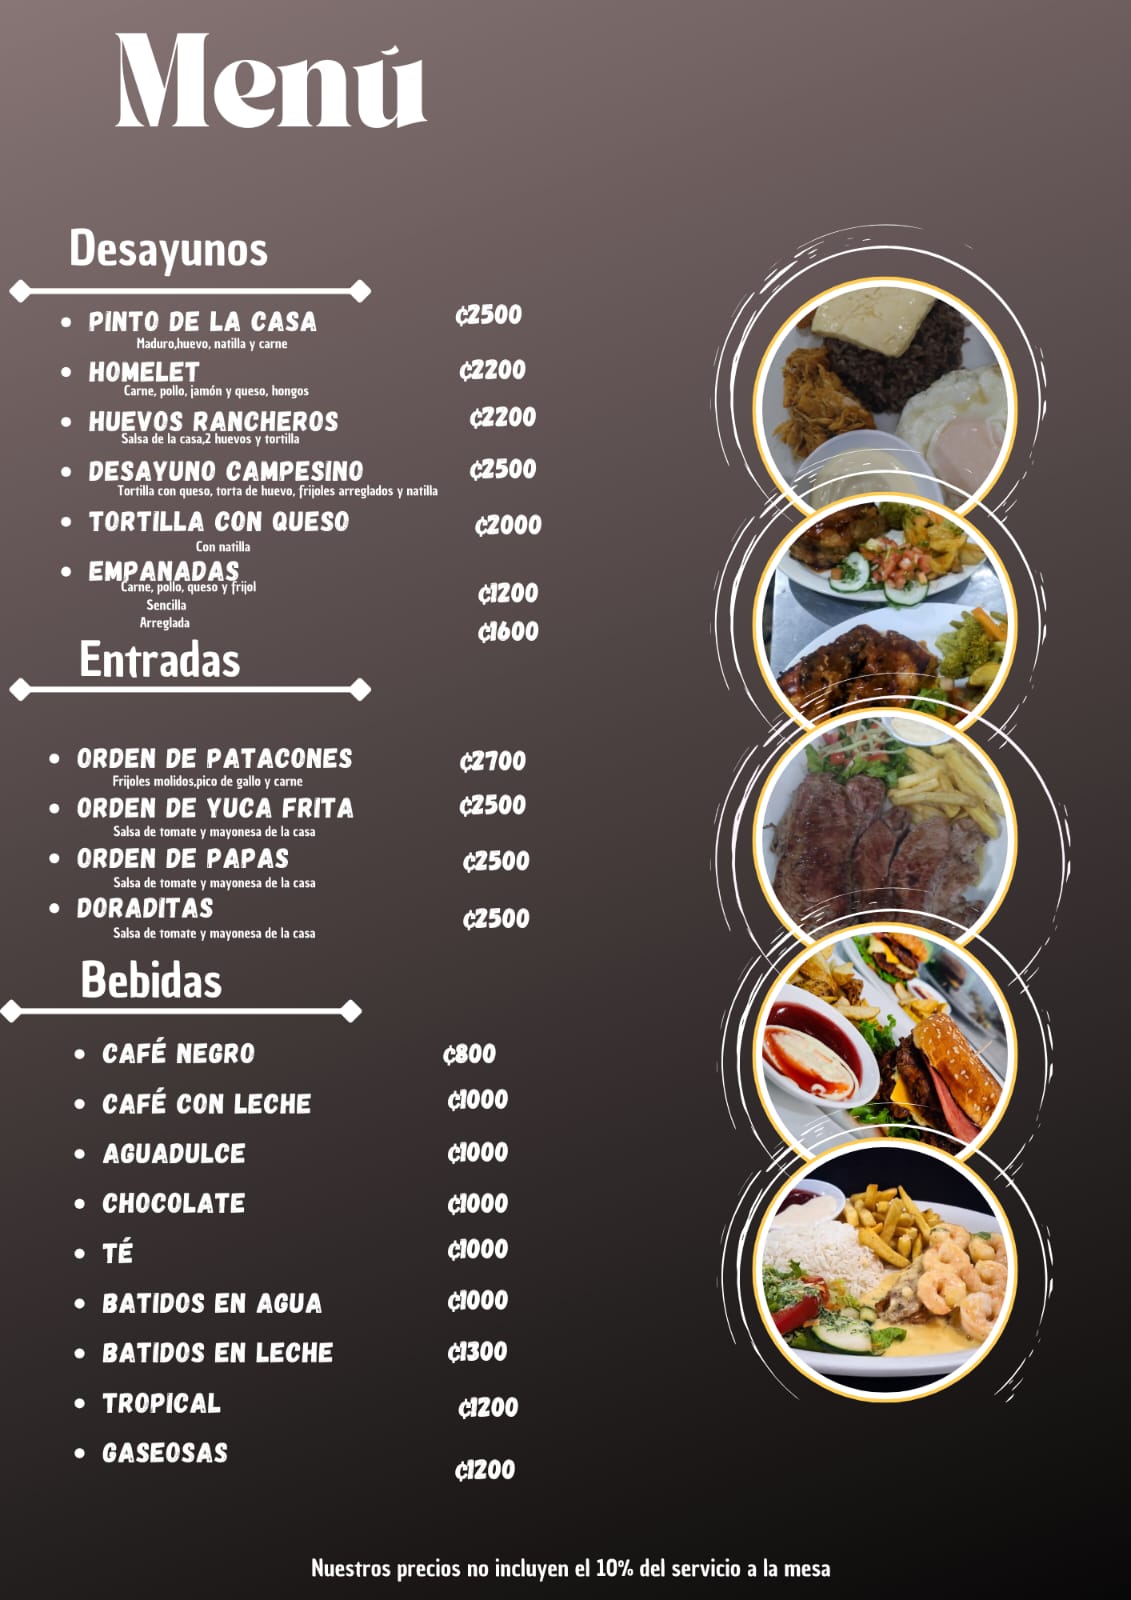 Menú
Desayunos
PINTO DE LA CASA ₡2500
Maduro,huevo, natilla y carne
HOMELET ₡2200
Carne, pollo, jamón y queso, hongos
HUEVOS RANCHEROS ₡2200
Salsa de la casa,2 huevos y tortilla
DESAYUNO CAMPESINO ₡2500
Tortilla con queso, torta de huevo, frijoles arreglados y natilla
TORTILLA CON QUESO ₡2000
Con natilla
EMPANADAS
Carne, pollo, queso y frijol
Sencilla ₡1200
Arreglada ₡1600
Entradas
ORDEN DE PATACONES ₡2700
Frijoles molidos,pico de gallo y carne
ORDEN DE YUCA FRITA ₡2500
Salsa de tomate y mayonesa de la casa
ORDEN DE PAPAS ₡2500
Salsa de tomate y mayonesa de la casa
DORADITAS ₡2500
Salsa de tomate y mayonesa de la casa
Bebidas
CAFÉ NEGRO ₡800
CAFÉ CON LECHE ₡1000
AGUADULCE ₡1000
CHOCOLATE ₡1000
TÉ ₡1000
BATIDOS EN AGUA ₡1000
BATIDOS EN LECHE ₡1300
TROPICAL ₡1200
GASEOSAS ₡1200
Nuestros precios no incluyen el 10% del servicio a la mesa